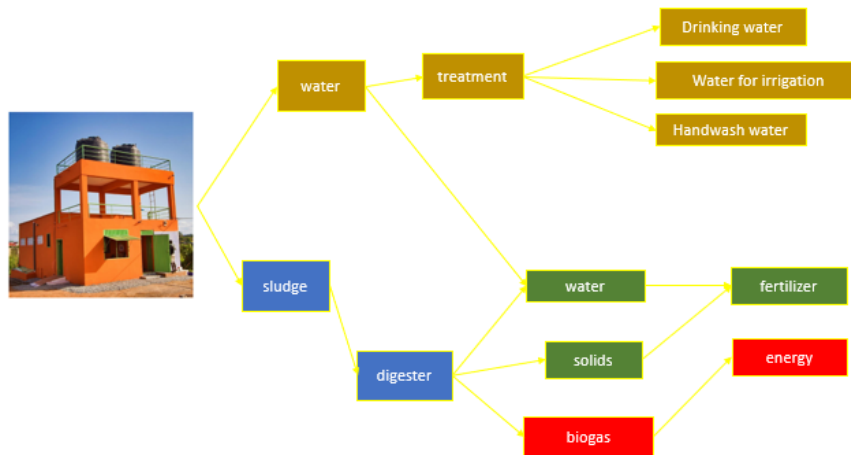 Drinking water
water
treatment
Water for irrigation
Handwash water
sludge
water
fertilizer
digester
solids
energy
biogas